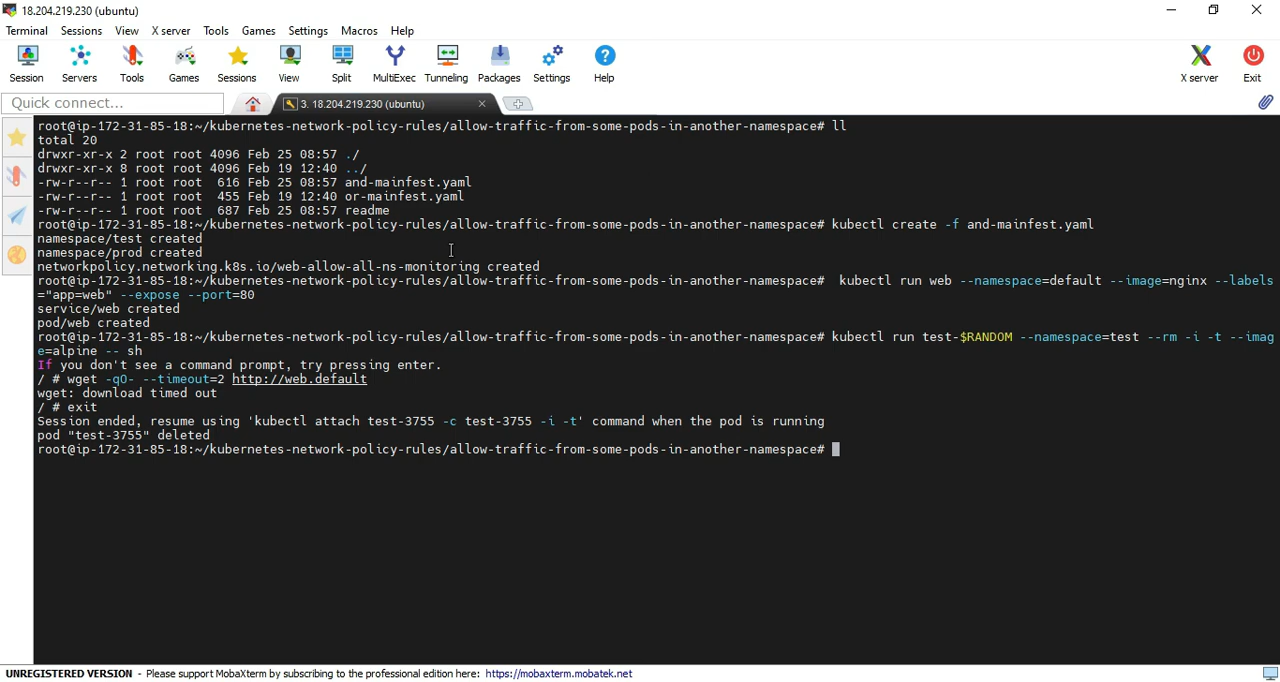 18.204.219.230 (ubuntu)
Terminal Sessions View X server Tools Games Settings Macros Help
Session Servers Tools Games Sessions View Split MultiExec Tunneling Packages Settings Help X server Exit
Quick connect... 3. 18.204.219.230 (ubuntu)
root@ip-172-31-85-18:~/kubernetes-network-policy-rules/allow-traffic-from-some-pods-in-another-namespace# ll
total 20
drwxr-xr-x 2 root root 4096 Feb 25 08:57 ./
drwxr-xr-x 8 root root 4096 Feb 19 12:40 ../
-rw-r--r-- 1 root root  616 Feb 25 08:57 and-mainfest.yaml
-rw-r--r-- 1 root root  455 Feb 19 12:40 or-mainfest.yaml
-rw-r--r-- 1 root root  687 Feb 25 08:57 readme
root@ip-172-31-85-18:~/kubernetes-network-policy-rules/allow-traffic-from-some-pods-in-another-namespace# kubectl create -f and-mainfest.yaml
namespace/test created
namespace/prod created
networkpolicy.networking.k8s.io/web-allow-all-ns-monitoring created
root@ip-172-31-85-18:~/kubernetes-network-policy-rules/allow-traffic-from-some-pods-in-another-namespace#  kubectl run web --namespace=default --image=nginx --labels
="app=web" --expose --port=80
service/web created
pod/web created
root@ip-172-31-85-18:~/kubernetes-network-policy-rules/allow-traffic-from-some-pods-in-another-namespace# kubectl run test-$RANDOM --namespace=test --rm -i -t --imag
e=alpine -- sh
If you don't see a command prompt, try pressing enter.
/ # wget -qO- --timeout=2 http://web.default
wget: download timed out
/ # exit
Session ended, resume using 'kubectl attach test-3755 -c test-3755 -i -t' command when the pod is running
pod "test-3755" deleted
root@ip-172-31-85-18:~/kubernetes-network-policy-rules/allow-traffic-from-some-pods-in-another-namespace#
UNREGISTERED VERSION - Please support MobaXterm by subscribing to the professional edition here: https://mobaxterm.mobatek.net